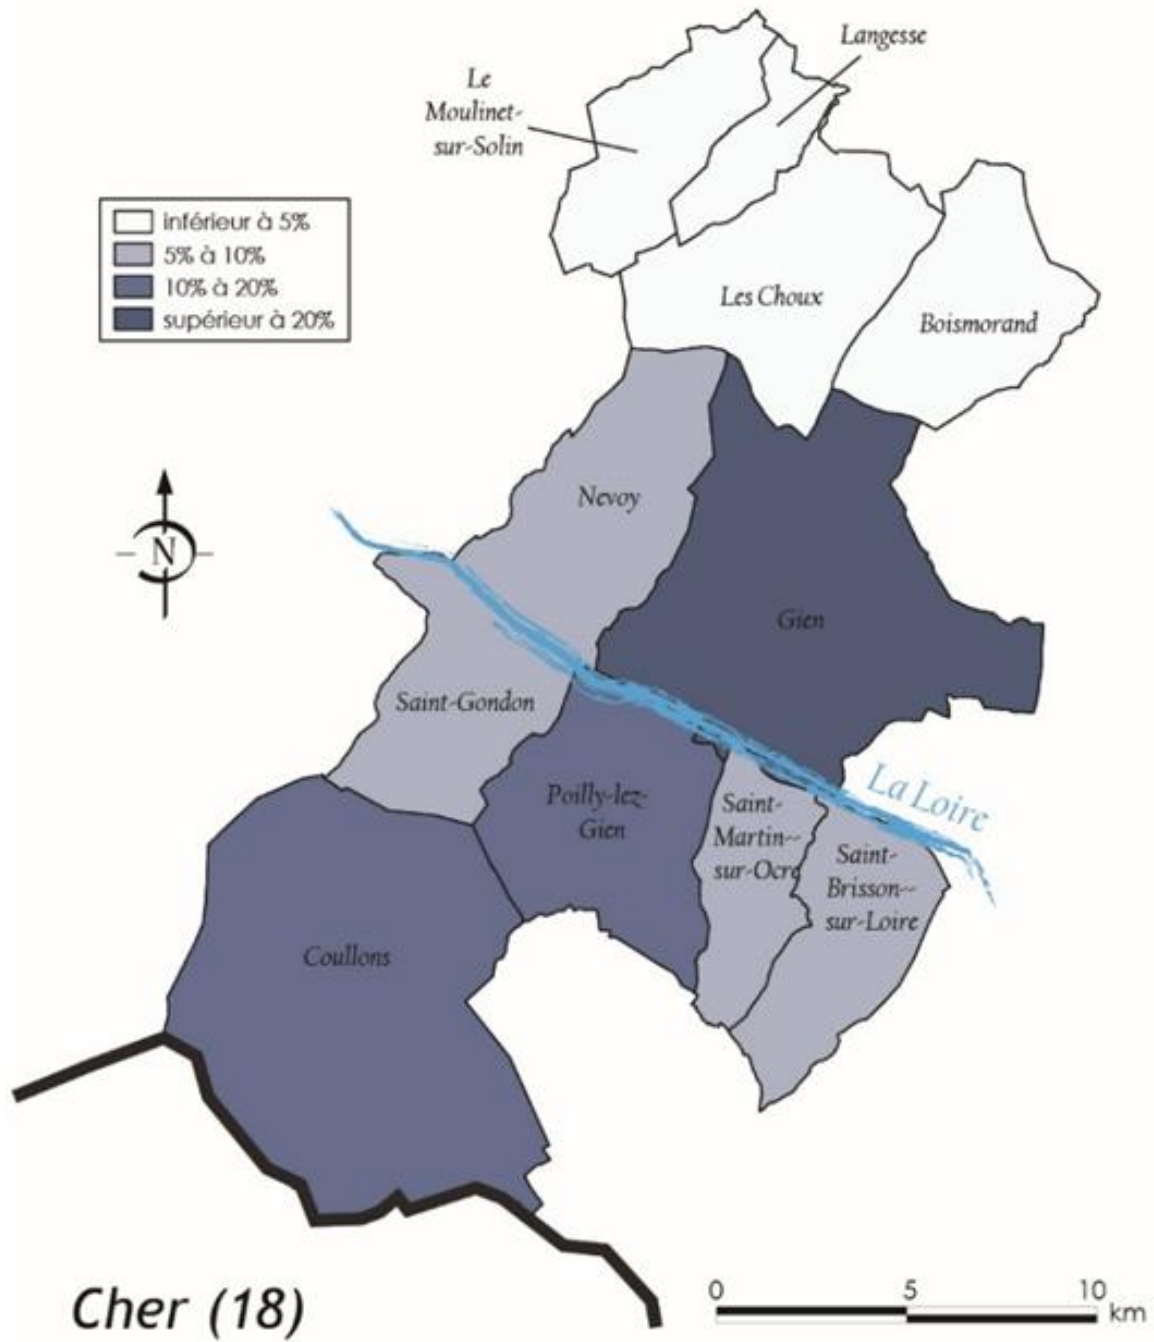 Langesse
Le
Moulinet-
sur-Solin
inférieur à 5%
5% à 10%
10% à 20%
supérieur à 20%
Les Choux
Boismorand
Nevoy
N
Gien
Saint-Gondon
La Loire
Poilly-lez-
Gien
Saint-
Martin--
sur-Ocre
Saint-
Brisson--
sur-Loire
Coullons
Cher (18)
0 5 10
km